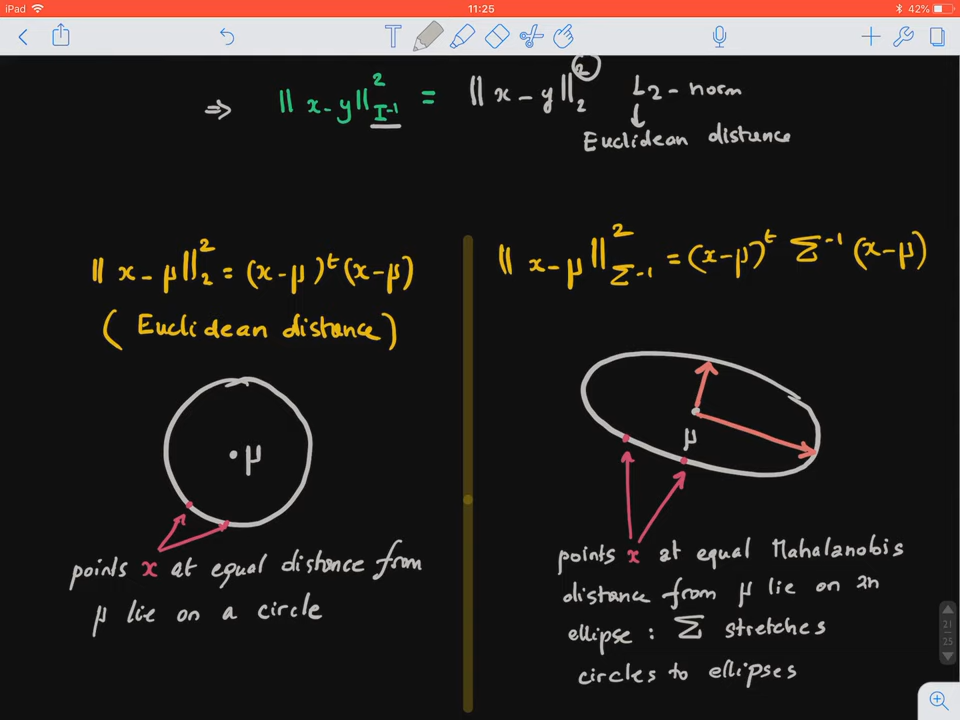 iPad 11:25 42%
T
⇒ || x - y ||²_I⁻¹ = || x - y ||₂² L₂ - norm
↓
Euclidean distance
|| x - μ ||₂² = (x-μ)ᵗ (x-μ)
(Euclidean distance)
μ
points x at equal distance from
μ lie on a circle
|| x - μ ||²_Σ⁻¹ = (x-μ)ᵗ Σ⁻¹ (x-μ)
μ
points x at equal Mahalanobis
distance from μ lie on an
ellipse : Σ stretches
circles to ellipses
21
25